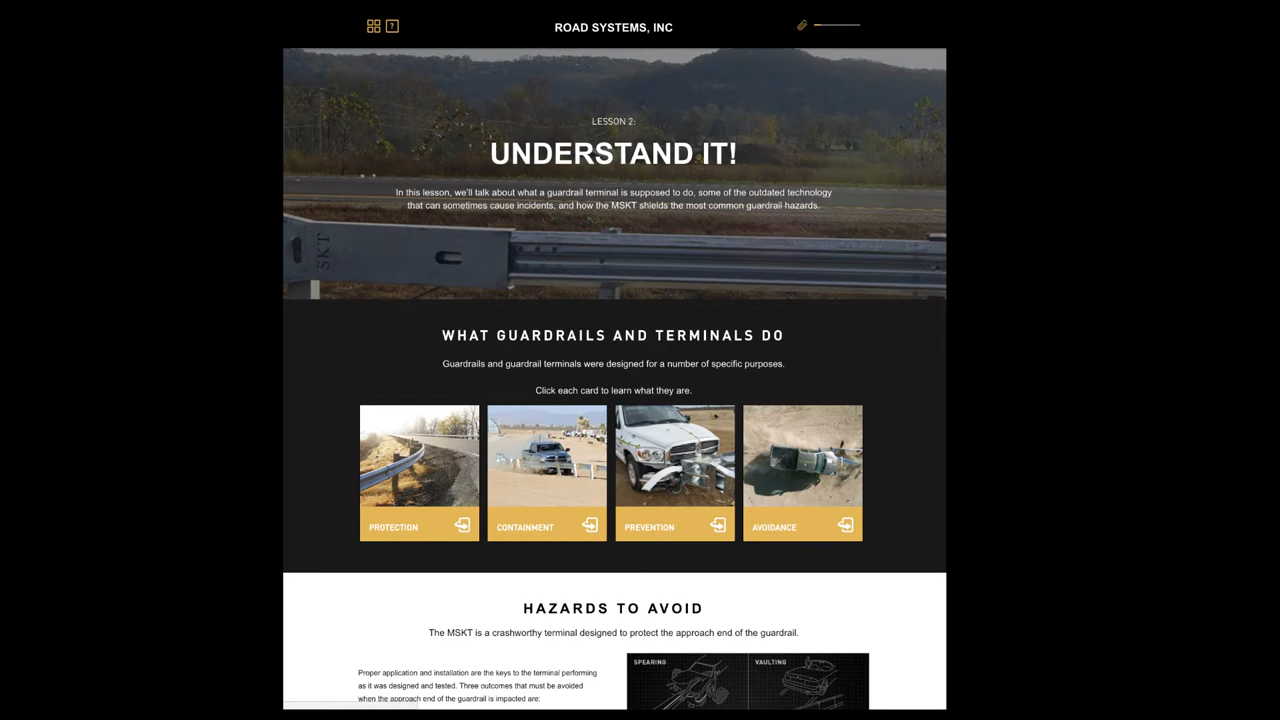 ?
ROAD SYSTEMS, INC
LESSON 2:
UNDERSTAND IT!
In this lesson, we'll talk about what a guardrail terminal is supposed to do, some of the outdated technology
that can sometimes cause incidents, and how the MSKT shields the most common guardrail hazards.
SKT
WHAT GUARDRAILS AND TERMINALS DO
Guardrails and guardrail terminals were designed for a number of specific purposes.
Click each card to learn what they are.
PROTECTION
CONTAINMENT
PREVENTION
AVOIDANCE
HAZARDS TO AVOID
The MSKT is a crashworthy terminal designed to protect the approach end of the guardrail.
Proper application and installation are the keys to the terminal performing
as it was designed and tested. Three outcomes that must be avoided
when the approach end of the guardrail is impacted are:
SPEARING
VAULTING